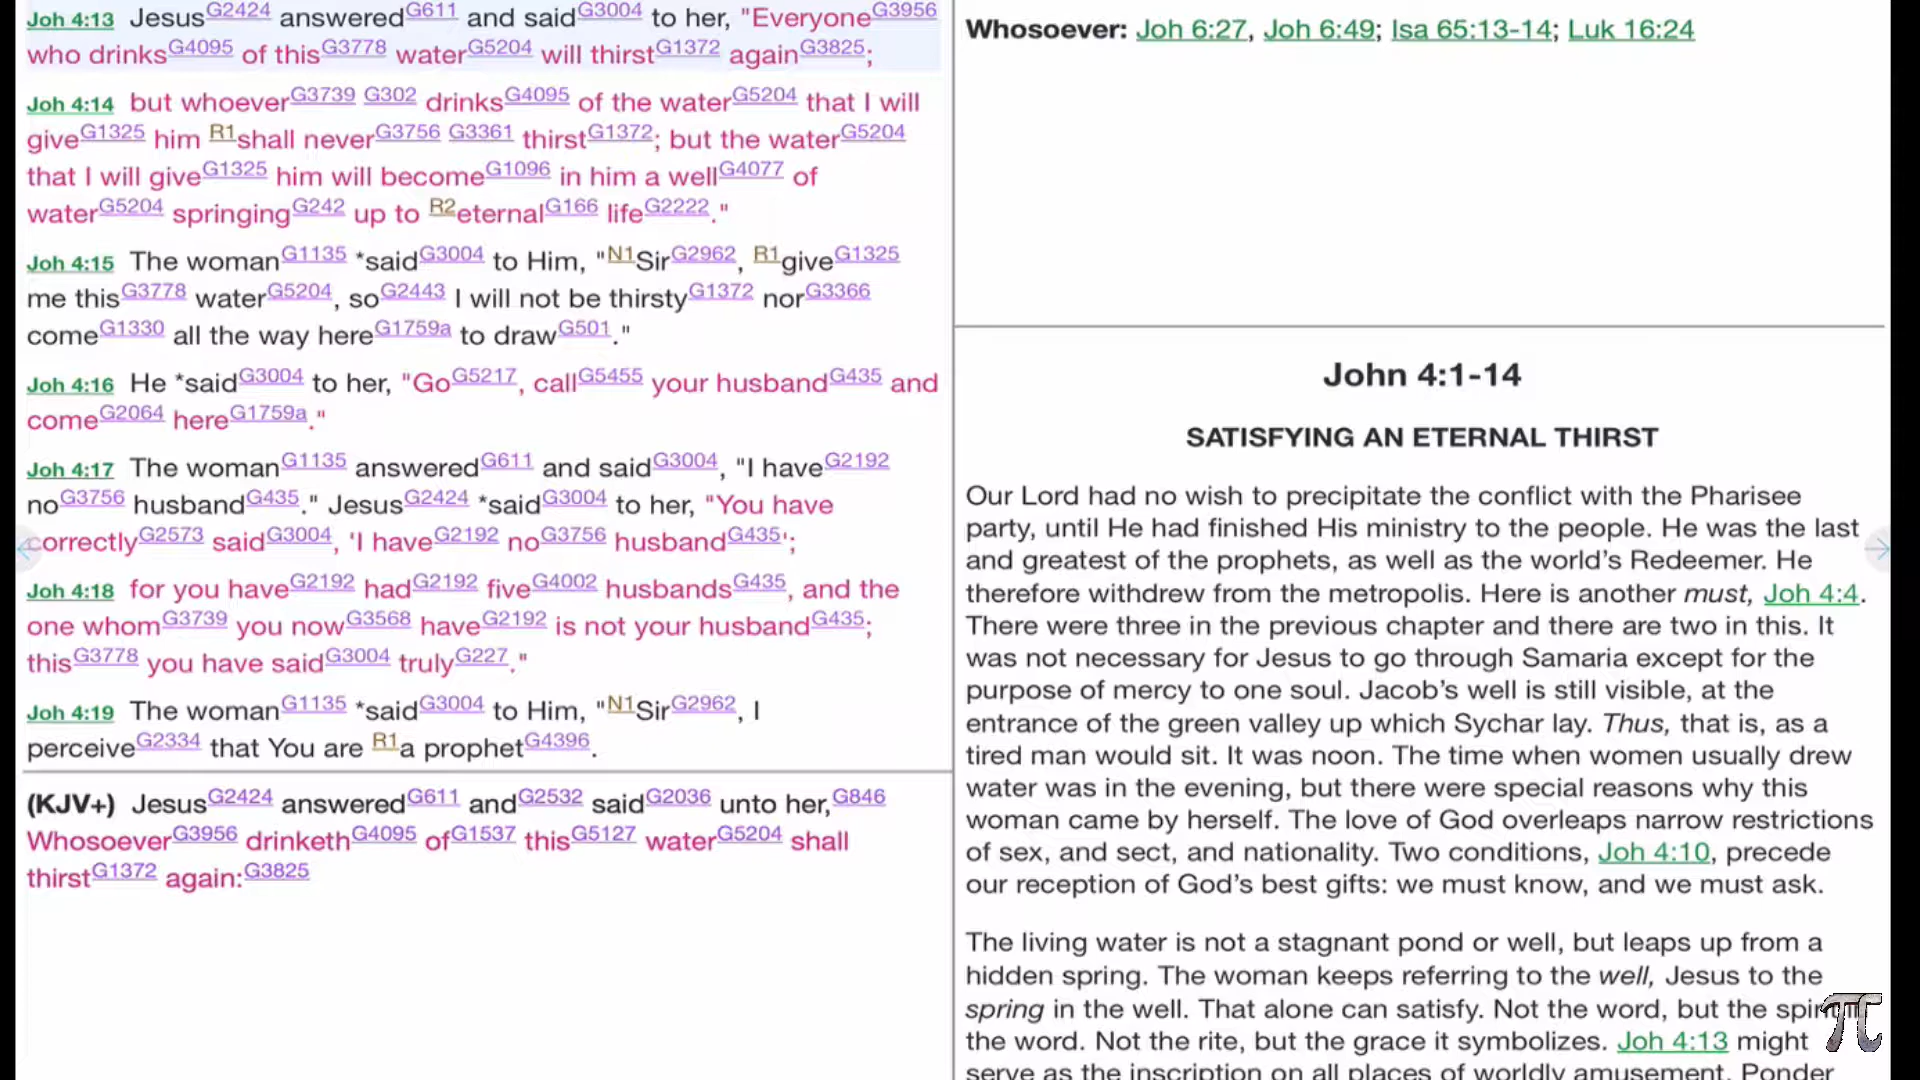 Joh 4:13 JesusG2424 answeredG611 and saidG3004 to her, "EveryoneG3956
who drinksG4095 of thisG3778 waterG5204 will thirstG1372 againG3825;
Joh 4:14 but whoeverG3739 G302 drinksG4095 of the waterG5204 that I will
giveG1325 him R1shall neverG3756 G3361 thirstG1372; but the waterG5204
that I will giveG1325 him will becomeG1096 in him a wellG4077 of
waterG5204 springingG242 up to R2eternalG166 lifeG2222."
Joh 4:15 The womanG1135 *saidG3004 to Him, "N1SirG2962, R1giveG1325
me thisG3778 waterG5204, soG2443 I will not be thirstyG1372 norG3366
comeG1330 all the way hereG1759a to drawG501."
Joh 4:16 He *saidG3004 to her, "GoG5217, callG5455 your husbandG435 and
comeG2064 hereG1759a."
Joh 4:17 The womanG1135 answeredG611 and saidG3004, "I haveG2192
noG3756 husbandG435." JesusG2424 *saidG3004 to her, "You have
correctlyG2573 saidG3004, 'I haveG2192 noG3756 husbandG435';
Joh 4:18 for you haveG2192 hadG2192 fiveG4002 husbandsG435, and the
one whomG3739 you nowG3568 haveG2192 is not your husbandG435;
thisG3778 you have saidG3004 trulyG227."
Joh 4:19 The womanG1135 *saidG3004 to Him, "N1SirG2962, I
perceiveG2334 that You are R1a prophetG4396.
(KJV+) JesusG2424 answeredG611 andG2532 saidG2036 unto her,G846
WhosoeverG3956 drinkethG4095 ofG1537 thisG5127 waterG5204 shall
thirstG1372 again:G3825
Whosoever: Joh 6:27, Joh 6:49; Isa 65:13-14; Luk 16:24
John 4:1-14
SATISFYING AN ETERNAL THIRST
Our Lord had no wish to precipitate the conflict with the Pharisee
party, until He had finished His ministry to the people. He was the last
and greatest of the prophets, as well as the world's Redeemer. He
therefore withdrew from the metropolis. Here is another must, Joh 4:4.
There were three in the previous chapter and there are two in this. It
was not necessary for Jesus to go through Samaria except for the
purpose of mercy to one soul. Jacob's well is still visible, at the
entrance of the green valley up which Sychar lay. Thus, that is, as a
tired man would sit. It was noon. The time when women usually drew
water was in the evening, but there were special reasons why this
woman came by herself. The love of God overleaps narrow restrictions
of sex, and sect, and nationality. Two conditions, Joh 4:10, precede
our reception of God's best gifts: we must know, and we must ask.
The living water is not a stagnant pond or well, but leaps up from a
hidden spring. The woman keeps referring to the well, Jesus to the
spring in the well. That alone can satisfy. Not the word, but the
the word. Not the rite, but the grace it symbolizes. Joh 4:13 might
serve as the inscription on all places of worldly amusement. Ponder
π